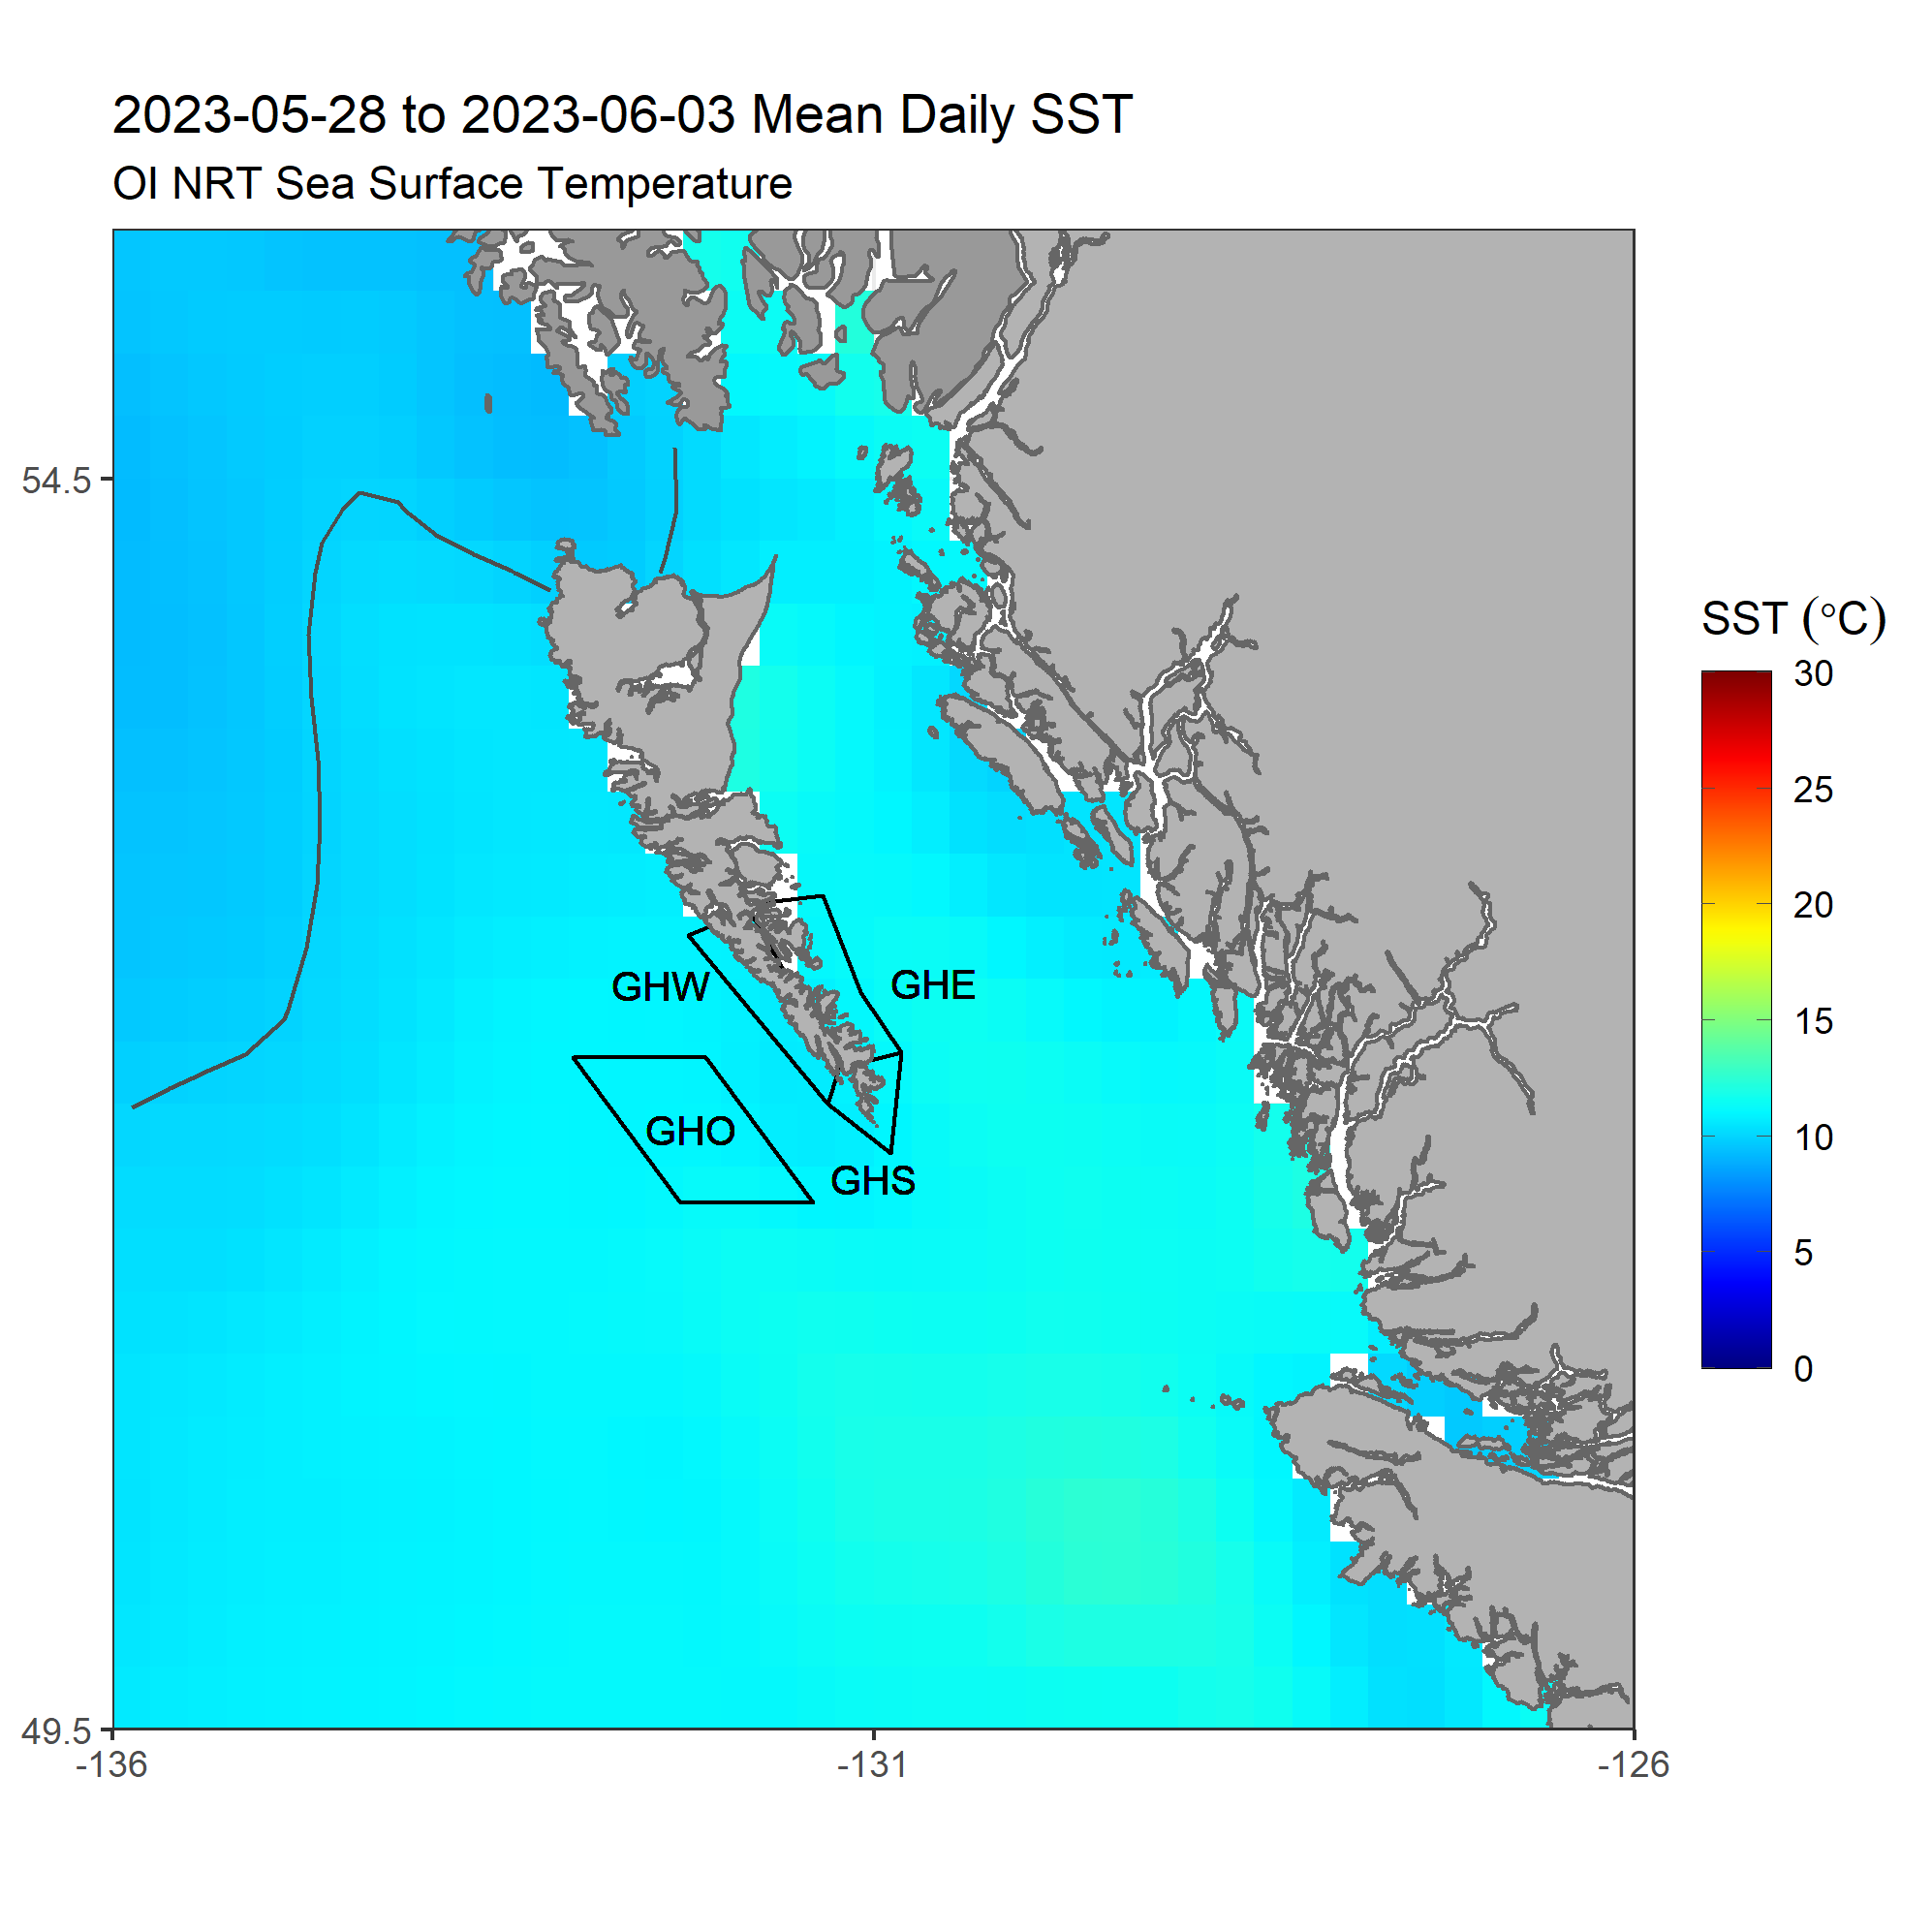 2023-05-28 to 2023-06-03 Mean Daily SST
OI NRT Sea Surface Temperature
54.5
49.5
-136
-131
-126
GHW
GHE
GHO
GHS
SST (°C)
30
25
20
15
10
5
0